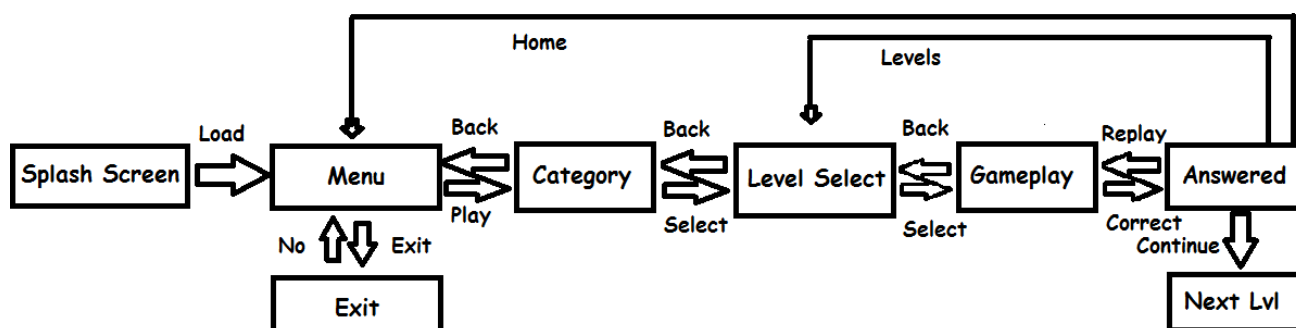 Home
Levels
Load
Back
Back
Back
Replay
Splash Screen
Menu
Category
Level Select
Gameplay
Answered
Play
Select
Select
Correct
No
Exit
Continue
Exit
Next Lvl